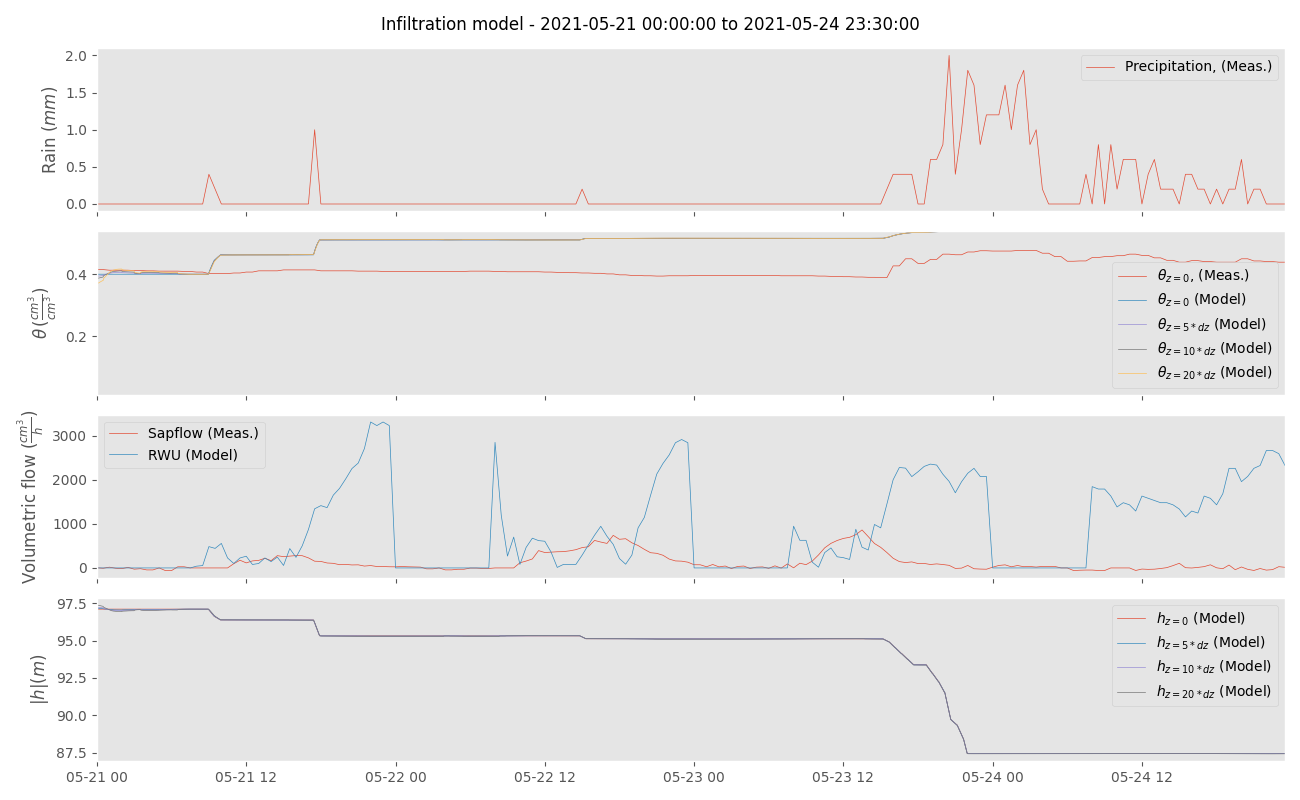 Infiltration model - 2021-05-21 00:00:00 to 2021-05-24 23:30:00
Rain (mm)
2.0
1.5
1.0
0.5
0.0
Precipitation, (Meas.)
θ (cm³/cm³)
0.4
0.2
θz=0, (Meas.)
θz=0 (Model)
θz=5*dz (Model)
θz=10*dz (Model)
θz=20*dz (Model)
Volumetric flow (cm³/h)
3000
2000
1000
0
Sapflow (Meas.)
RWU (Model)
|h|(m)
97.5
95.0
92.5
90.0
87.5
hz=0 (Model)
hz=5*dz (Model)
hz=10*dz (Model)
hz=20*dz (Model)
05-21 00 05-21 12 05-22 00 05-22 12 05-23 00 05-23 12 05-24 00 05-24 12